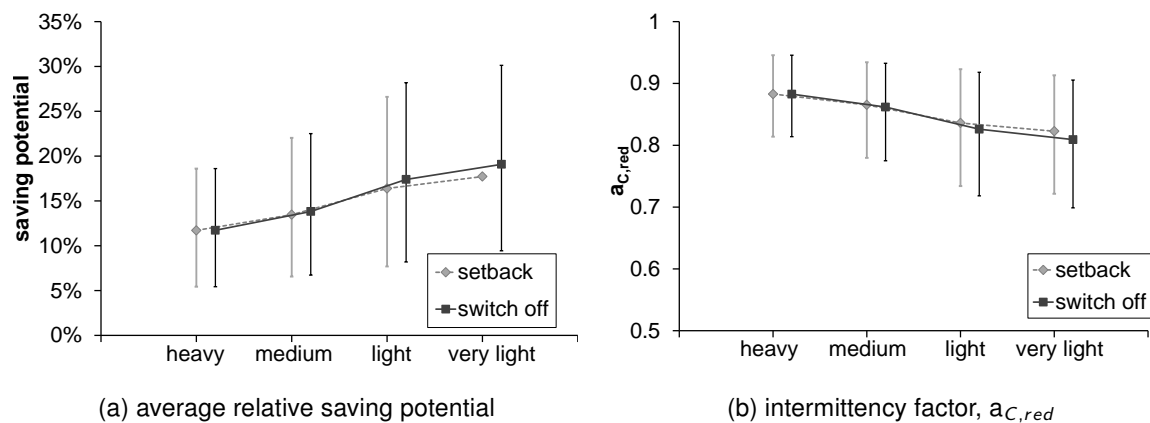 35%
30%
25%
20%
15%
10%
5%
0%
saving potential
setback
switch off
heavy medium light very light
(a) average relative saving potential
1
0.9
0.8
0.7
0.6
0.5
a_C,red
setback
switch off
heavy medium light very light
(b) intermittency factor, a_C,red